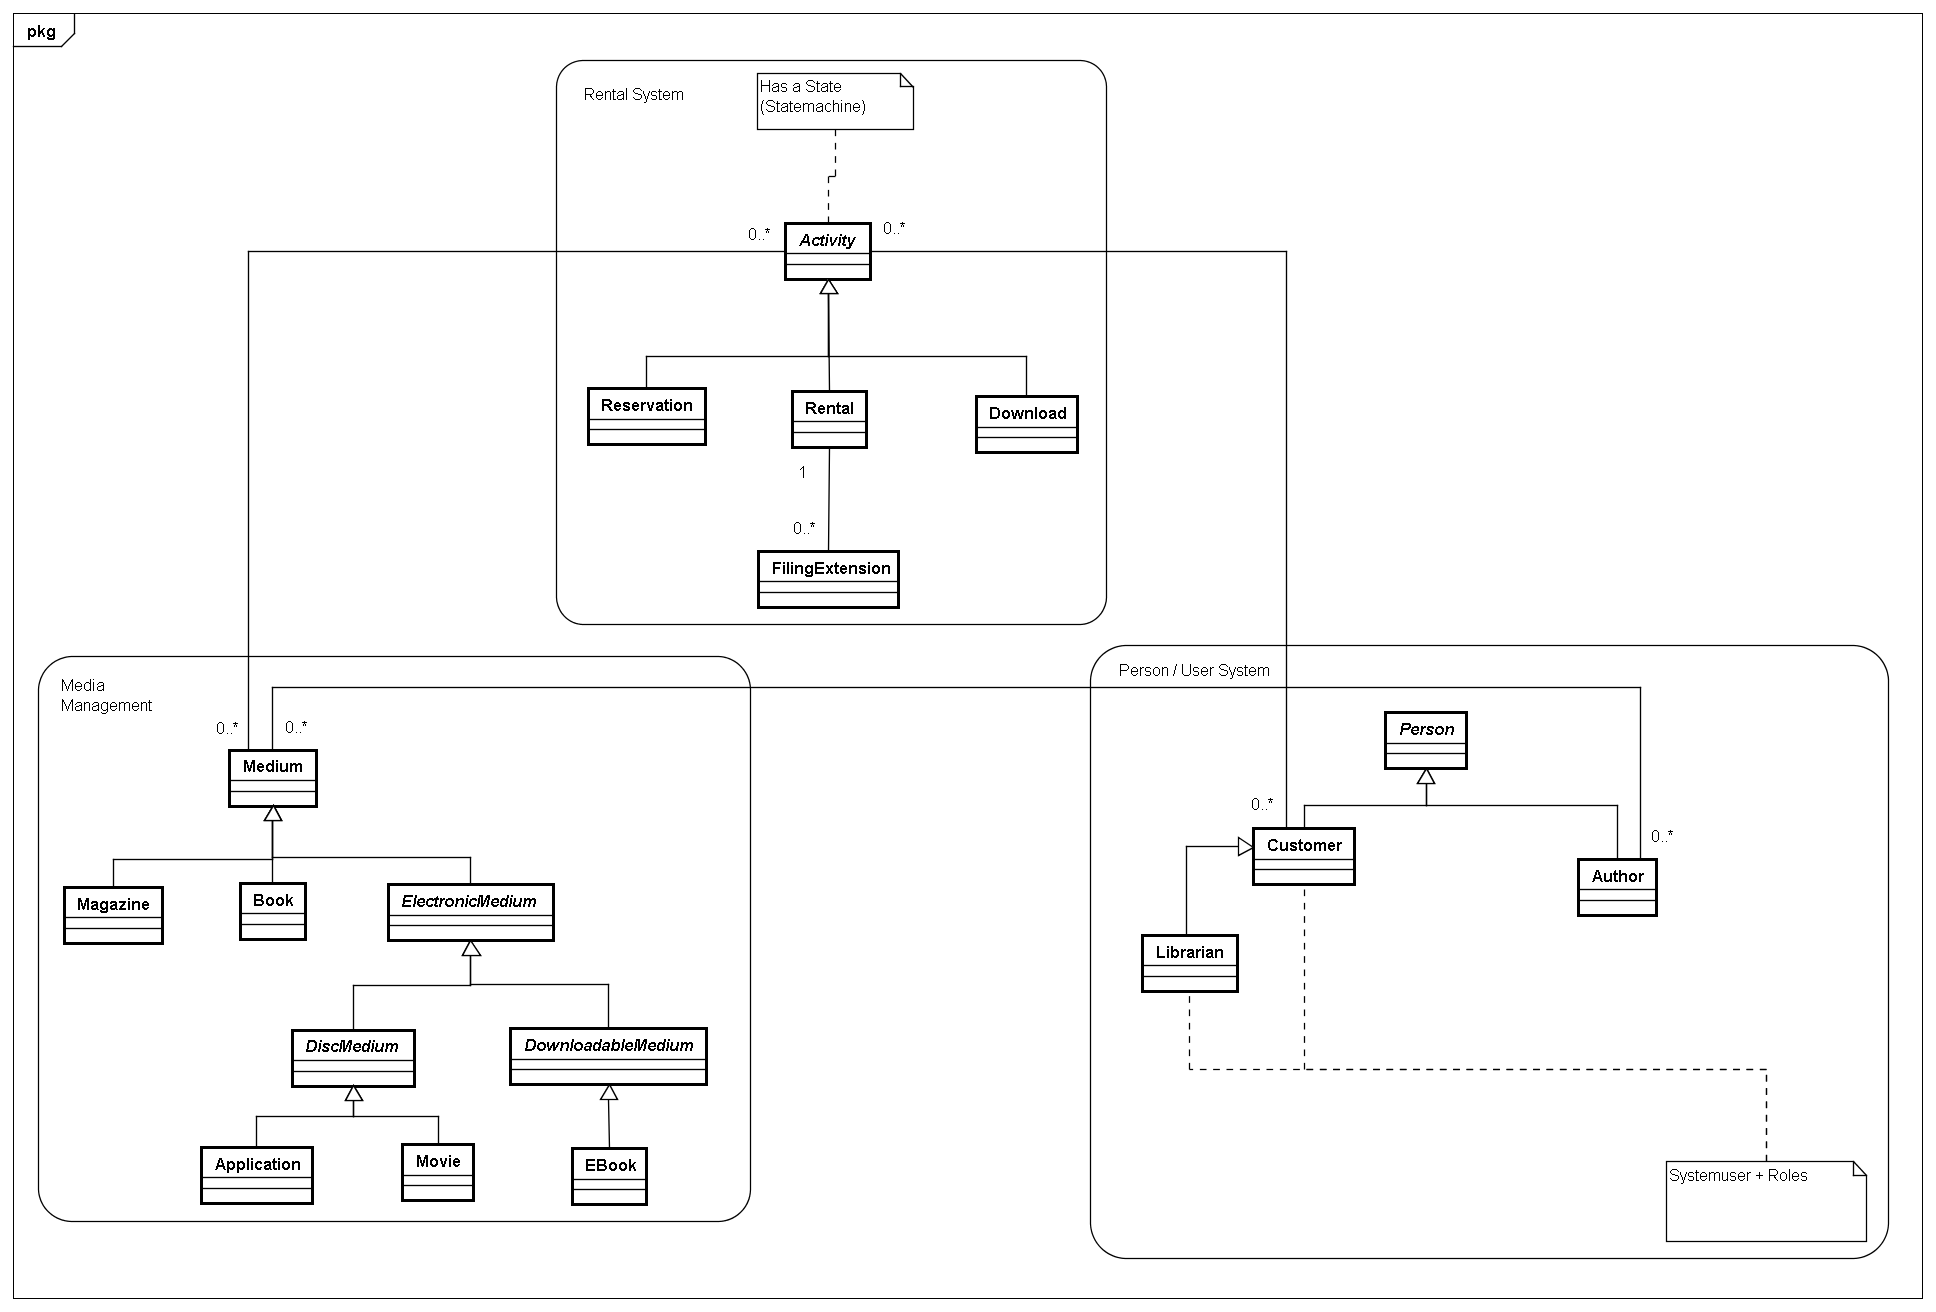 pkg
Rental System
Has a State
(Statemachine)
0..*
0..*
Activity
Reservation
Rental
Download
1
0..*
FilingExtension
Media
Management
0..*
0..*
Medium
Magazine
Book
ElectronicMedium
DiscMedium
DownloadableMedium
Application
Movie
EBook
Person / User System
Person
0..*
Customer
0..*
Author
Librarian
Systemuser + Roles